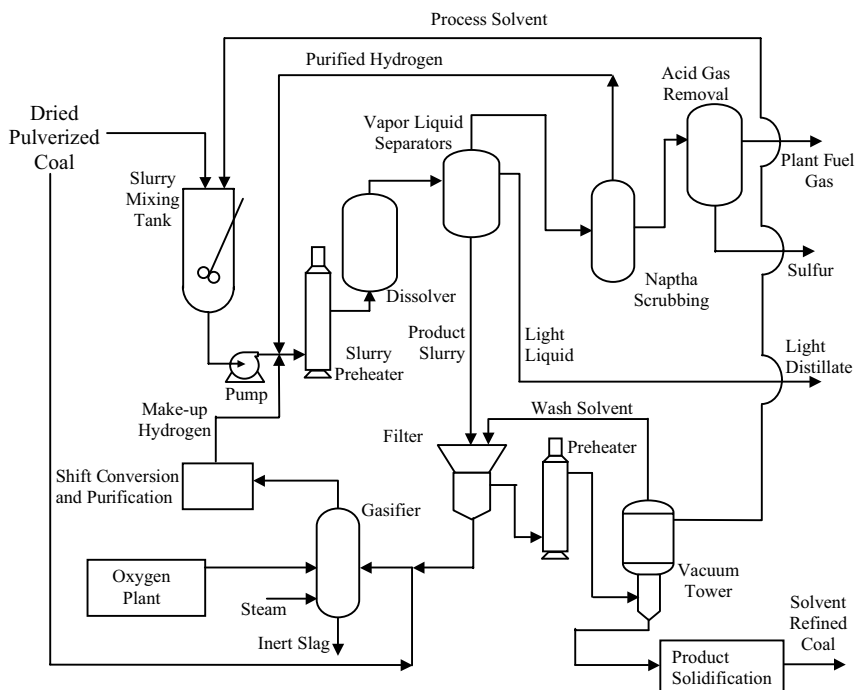 Process Solvent
Purified Hydrogen
Acid Gas
Removal
Dried
Pulverized
Coal
Vapor Liquid
Separators
Plant Fuel
Gas
Slurry
Mixing
Tank
Sulfur
Naptha
Scrubbing
Dissolver
Product
Slurry
Light
Liquid
Light
Distillate
Slurry
Preheater
Pump
Make-up
Hydrogen
Wash Solvent
Filter
Preheater
Shift Conversion
and Purification
Gasifier
Oxygen
Plant
Steam
Vacuum
Tower
Inert Slag
Solvent
Refined
Coal
Product
Solidification